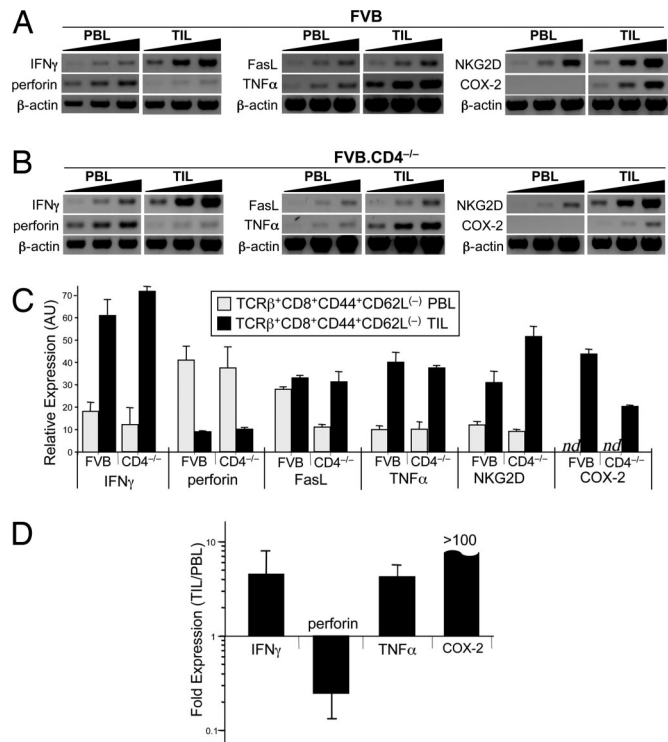 A
FVB
PBL TIL PBL TIL PBL TIL
IFNγ FasL NKG2D
perforin TNFα COX-2
β-actin β-actin β-actin
B
FVB.CD4–/–
PBL TIL PBL TIL PBL TIL
IFNγ FasL NKG2D
perforin TNFα COX-2
β-actin β-actin β-actin
C
Relative Expression (AU)
70
60
50
40
30
20
10
0
TCRβ+CD8+CD44+CD62L(–) PBL
TCRβ+CD8+CD44+CD62L(–) TIL
nd nd
FVB CD4–/– FVB CD4–/– FVB CD4–/– FVB CD4–/– FVB CD4–/– FVB CD4–/–
IFNγ perforin FasL TNFα NKG2D COX-2
D
Fold Expression (TIL/PBL)
10
1
0.1
>100
perforin
IFNγ TNFα COX-2